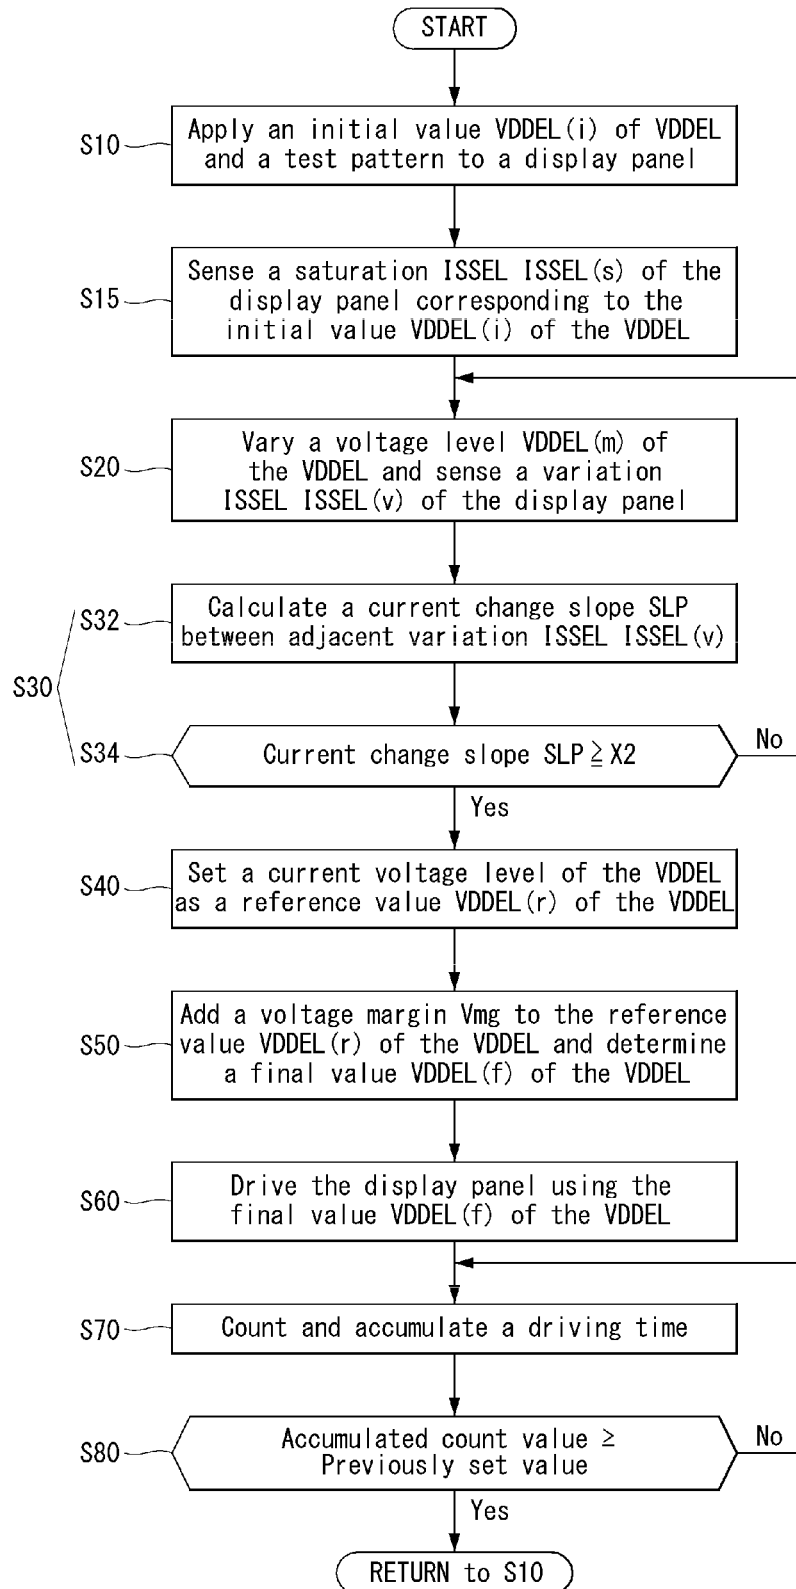 START
S10
Apply an initial value VDDEL(i) of VDDEL
and a test pattern to a display panel
S15
Sense a saturation ISSEL ISSEL(s) of the
display panel corresponding to the
initial value VDDEL(i) of the VDDEL
S20
Vary a voltage level VDDEL(m) of
the VDDEL and sense a variation
ISSEL ISSEL(v) of the display panel
S30
S32
Calculate a current change slope SLP
between adjacent variation ISSEL ISSEL(v)
S34
Current change slope SLP ≧ X2
No
Yes
S40
Set a current voltage level of the VDDEL
as a reference value VDDEL(r) of the VDDEL
S50
Add a voltage margin Vmg to the reference
value VDDEL(r) of the VDDEL and determine
a final value VDDEL(f) of the VDDEL
S60
Drive the display panel using the
final value VDDEL(f) of the VDDEL
S70
Count and accumulate a driving time
S80
Accumulated count value ≥
Previously set value
No
Yes
RETURN to S10